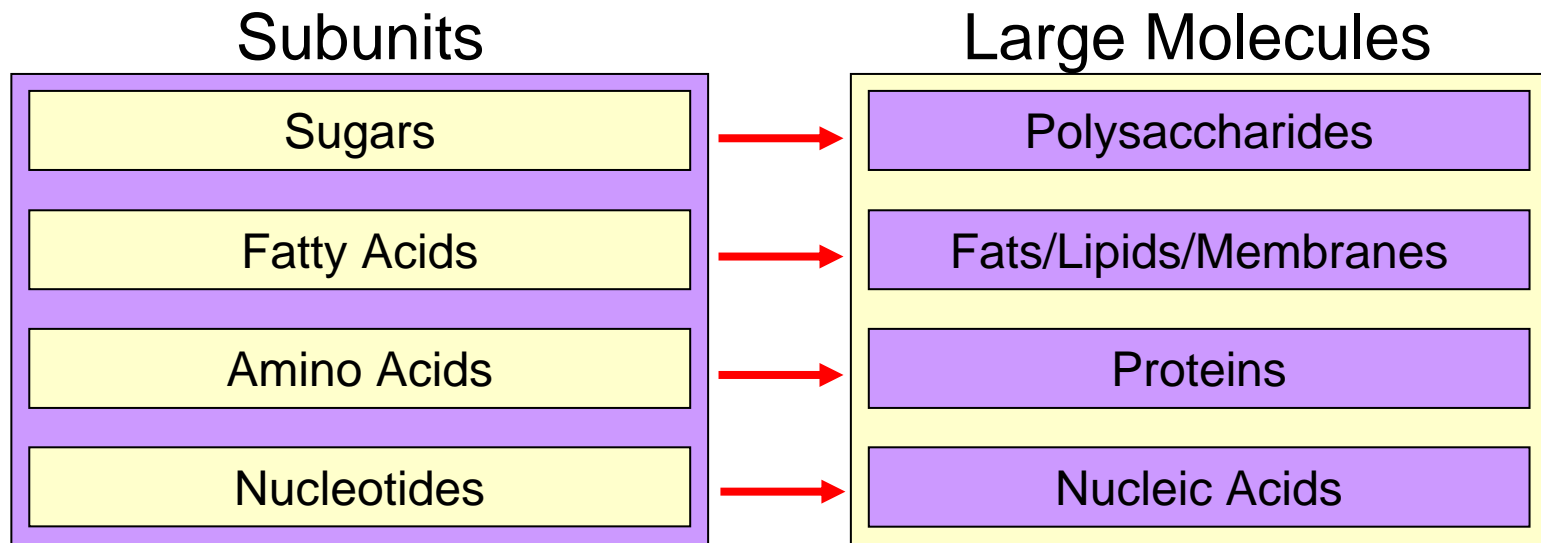 Subunits
Large Molecules
Sugars
Polysaccharides
Fatty Acids
Fats/Lipids/Membranes
Amino Acids
Proteins
Nucleotides
Nucleic Acids